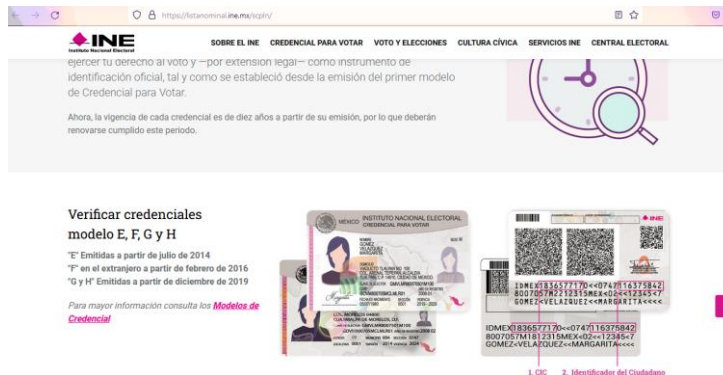 https://listanominal.ine.mx/scpln/
INE
Instituto Nacional Electoral
SOBRE EL INE CREDENCIAL PARA VOTAR VOTO Y ELECCIONES CULTURA CÍVICA SERVICIOS INE CENTRAL ELECTORAL
ejercer tu derecho al voto y —por extensión legal— como instrumento de
identificación oficial, tal y como se estableció desde la emisión del primer modelo
de Credencial para Votar.
Ahora, la vigencia de cada credencial es de diez años a partir de su emisión, por lo que deberán
renovarse cumplido este periodo.
Verificar credenciales
modelo E, F, G y H
"E" Emitidas a partir de julio de 2014
"F" en el extranjero a partir de febrero de 2016
"G y H" Emitidas a partir de diciembre de 2019
Para mayor información consulta los Modelos de
Credencial
MÉXICO INSTITUTO NACIONAL ELECTORAL
CREDENCIAL PARA VOTAR
NOMBRE
GOMEZ
VELAZQUEZ
MARGARITA
DOMICILIO
INE
IDMEX1836577170<<0747116375842
8007057M2212315MEX<02<<12345<7
GOMEZ<VELAZQUEZ<<MARGARITA<<<<
IDMEX1836577170<<0747116375842
8007057M1812315MEX<02<<12345<7
GOMEZ<VELAZQUEZ<<MARGARITA<<<<
1. CIC 2. Identificador del Ciudadano